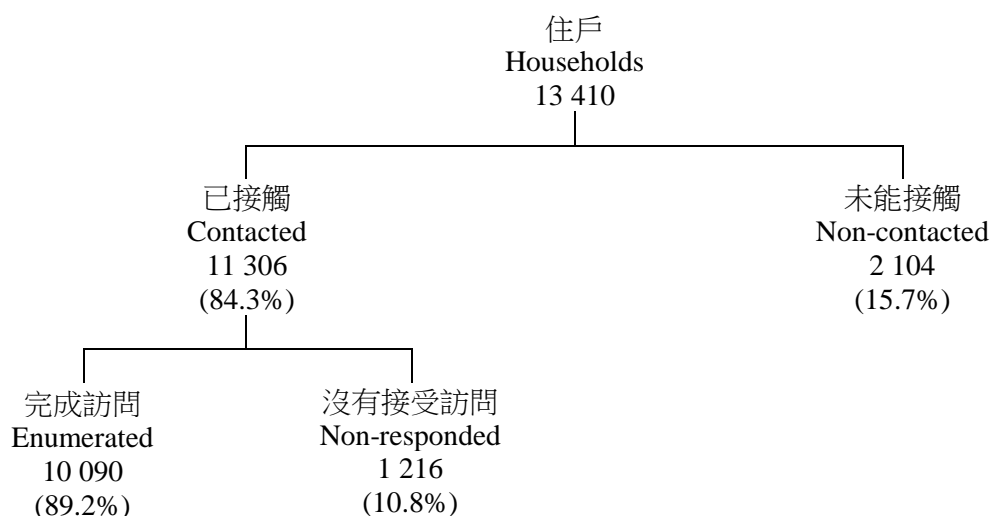 住戶
Households
13 410
已接觸
Contacted
11 306
(84.3%)
未能接觸
Non-contacted
2 104
(15.7%)
完成訪問
Enumerated
10 090
(89.2%)
沒有接受訪問
Non-responded
1 216
(10.8%)